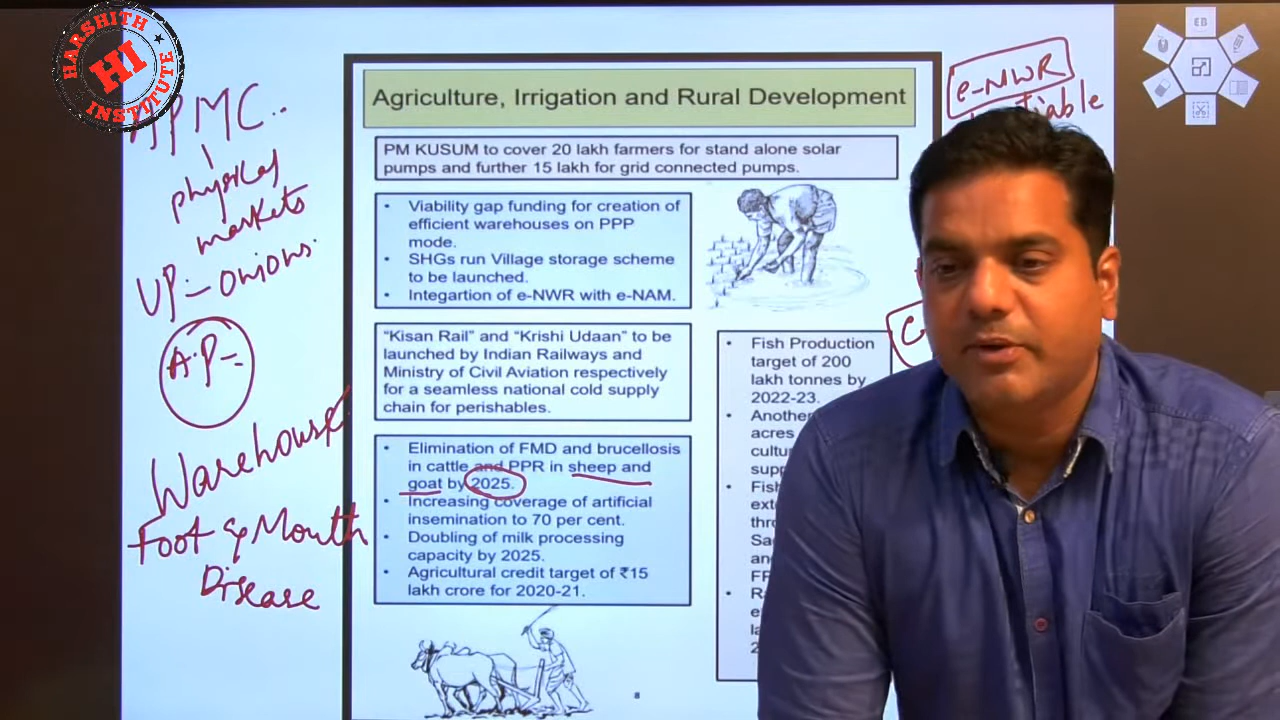 HARSHITH
HI
INSTITUTE
APMC..
physical
markets
UP:- onions.
A.P-
Warehouse
Foot & Mouth
Disease
Agriculture, Irrigation and Rural Development
PM KUSUM to cover 20 lakh farmers for stand alone solar
pumps and further 15 lakh for grid connected pumps.
• Viability gap funding for creation of
efficient warehouses on PPP
mode.
• SHGs run Village storage scheme
to be launched.
• Integartion of e-NWR with e-NAM.
“Kisan Rail” and “Krishi Udaan” to be
launched by Indian Railways and
Ministry of Civil Aviation respectively
for a seamless national cold supply
chain for perishables.
• Elimination of FMD and brucellosis
in cattle and PPR in sheep and
goat by 2025.
• Increasing coverage of artificial
insemination to 70 per cent.
• Doubling of milk processing
capacity by 2025.
• Agricultural credit target of ₹15
lakh crore for 2020-21.
• Fish Production
target of 200
lakh tonnes by
2022-23.
• Another
acres
8
e-NWR
EB